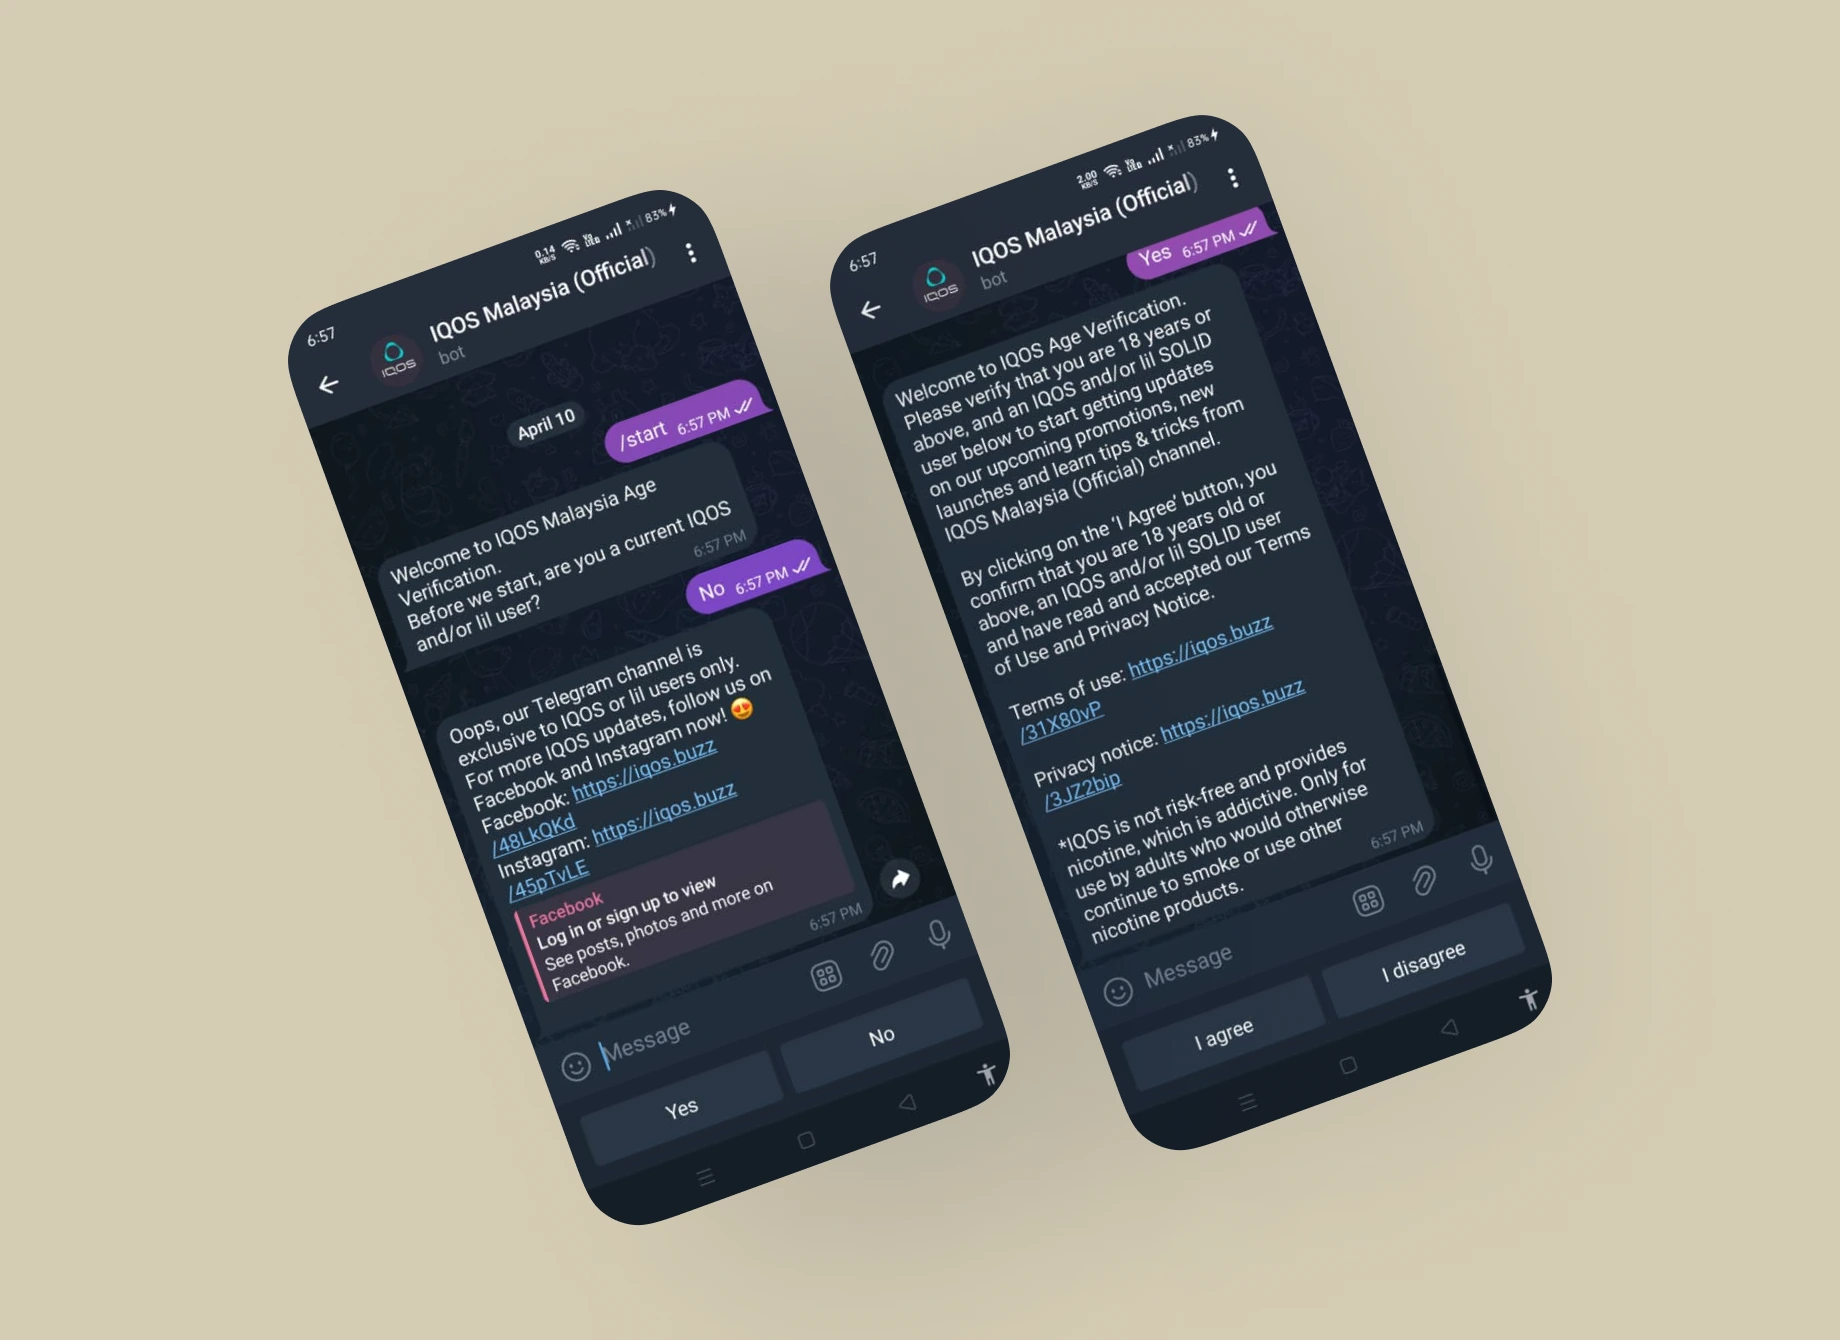 6:57
0.14
KB/S
Vo
LTE
83%
IQOS
IQOS Malaysia (Official)
bot
April 10
/start 6:57 PM
Welcome to IQOS Malaysia Age
Verification.
Before we start, are you a current IQOS
and/or lil user?
6:57 PM
No 6:57 PM
Oops, our Telegram channel is
exclusive to IQOS or lil users only.
For more IQOS updates, follow us on
Facebook and Instagram now! 😍
Facebook: https://iqos.buzz
/48LkQKd
Instagram: https://iqos.buzz
/45pTvLE
Facebook
Log in or sign up to view
See posts, photos and more on
Facebook.
6:57 PM
Message
Yes
No
6:57
2.00
KB/S
Vo
LTE
83%
IQOS
IQOS Malaysia (Official)
bot
Yes 6:57 PM
Welcome to IQOS Age Verification.
Please verify that you are 18 years or
above, and an IQOS and/or lil SOLID
user below to start getting updates
on our upcoming promotions, new
launches and learn tips & tricks from
IQOS Malaysia (Official) channel.
By clicking on the 'I Agree' button, you
confirm that you are 18 years old or
above, an IQOS and/or lil SOLID user
and have read and accepted our Terms
of Use and Privacy Notice.
Terms of use: https://iqos.buzz
/31X80vP
Privacy notice: https://iqos.buzz
/3JZ2bip
*IQOS is not risk-free and provides
nicotine, which is addictive. Only for
use by adults who would otherwise
continue to smoke or use other
nicotine products.
6:57 PM
Message
I agree
I disagree